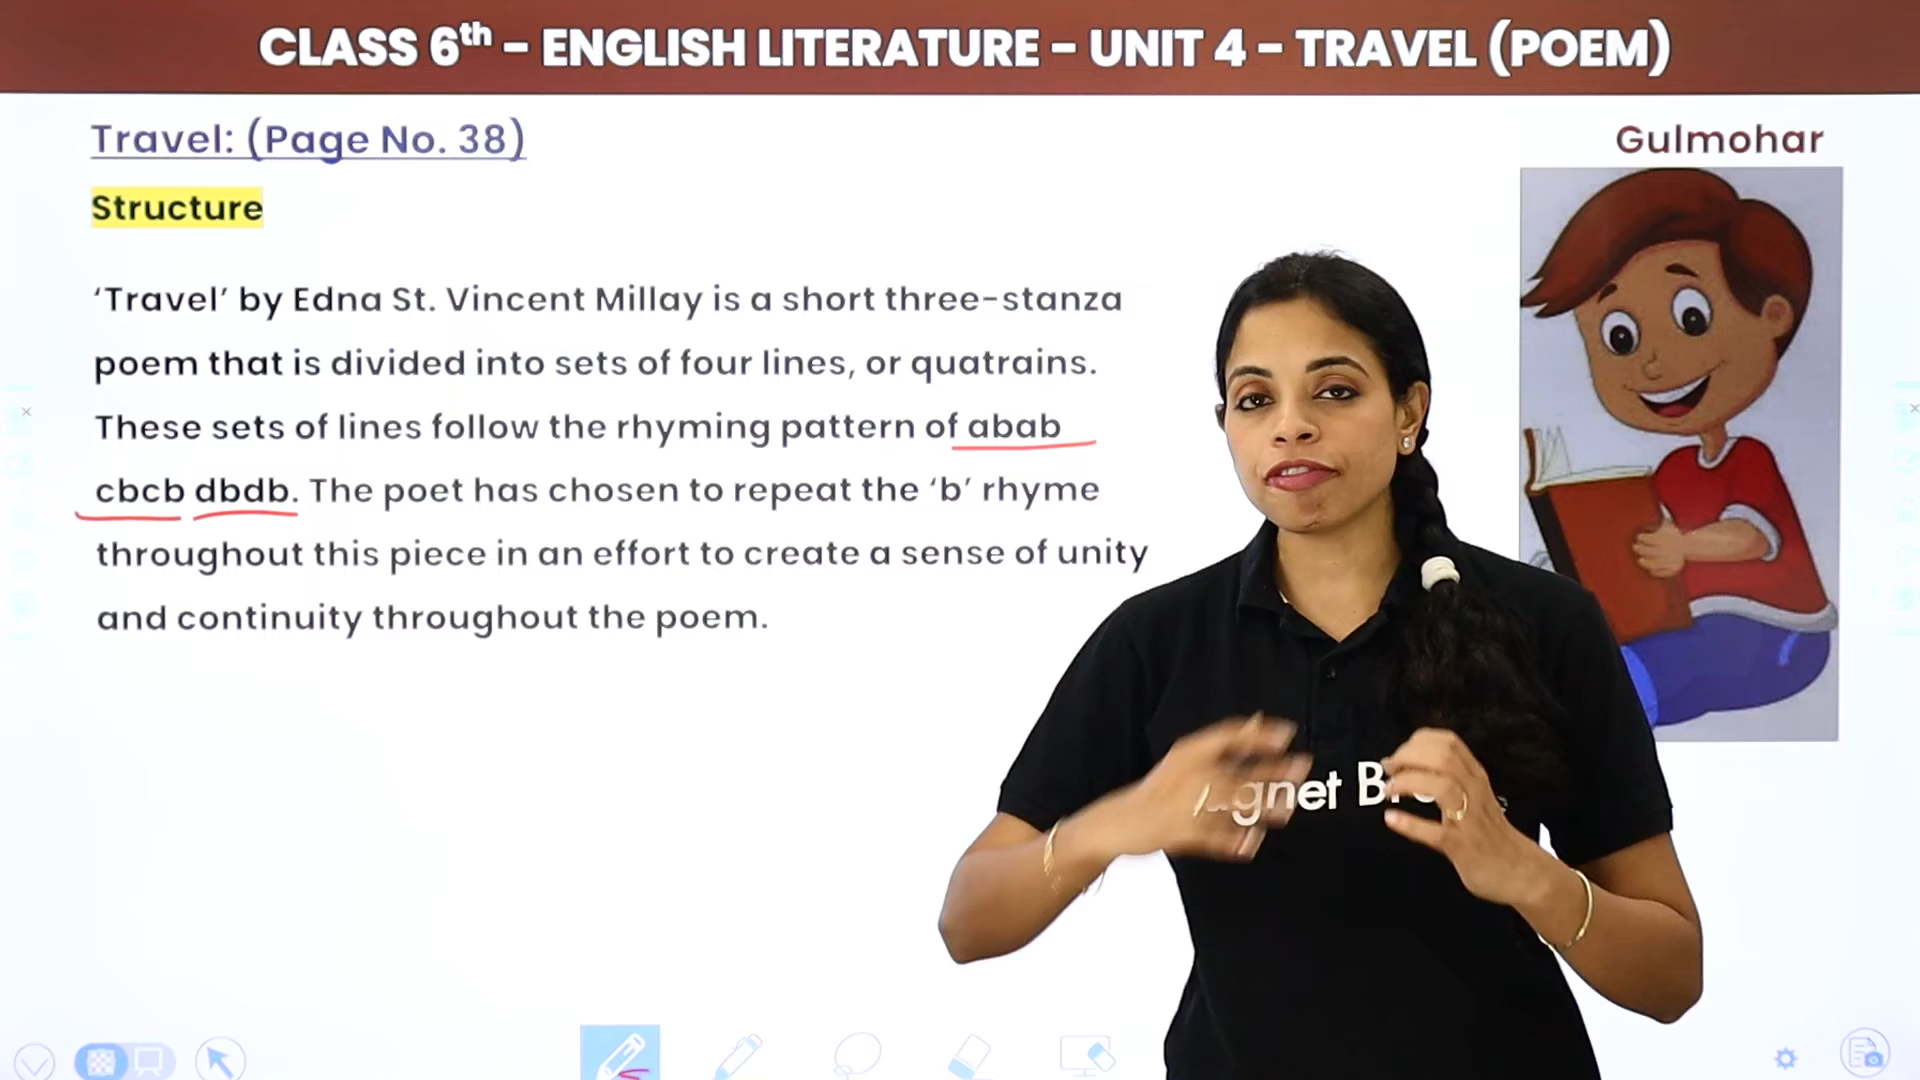 CLASS 6th – ENGLISH LITERATURE – UNIT 4 – TRAVEL (POEM)
Travel: (Page No. 38)
Gulmohar
Structure
‘Travel’ by Edna St. Vincent Millay is a short three-stanza
poem that is divided into sets of four lines, or quatrains.
These sets of lines follow the rhyming pattern of abab
cbcb dbdb. The poet has chosen to repeat the ‘b’ rhyme
throughout this piece in an effort to create a sense of unity
and continuity throughout the poem.